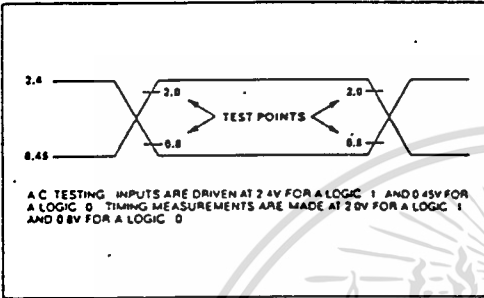 2.4
2.0 2.0
TEST POINTS
0.8 0.8
0.45
A C TESTING INPUTS ARE DRIVEN AT 2 4V FOR A LOGIC 1 AND 0 45V FOR
A LOGIC 0 TIMING MEASUREMENTS ARE MADE AT 2 0V FOR A LOGIC 1
AND 0 8V FOR A LOGIC 0